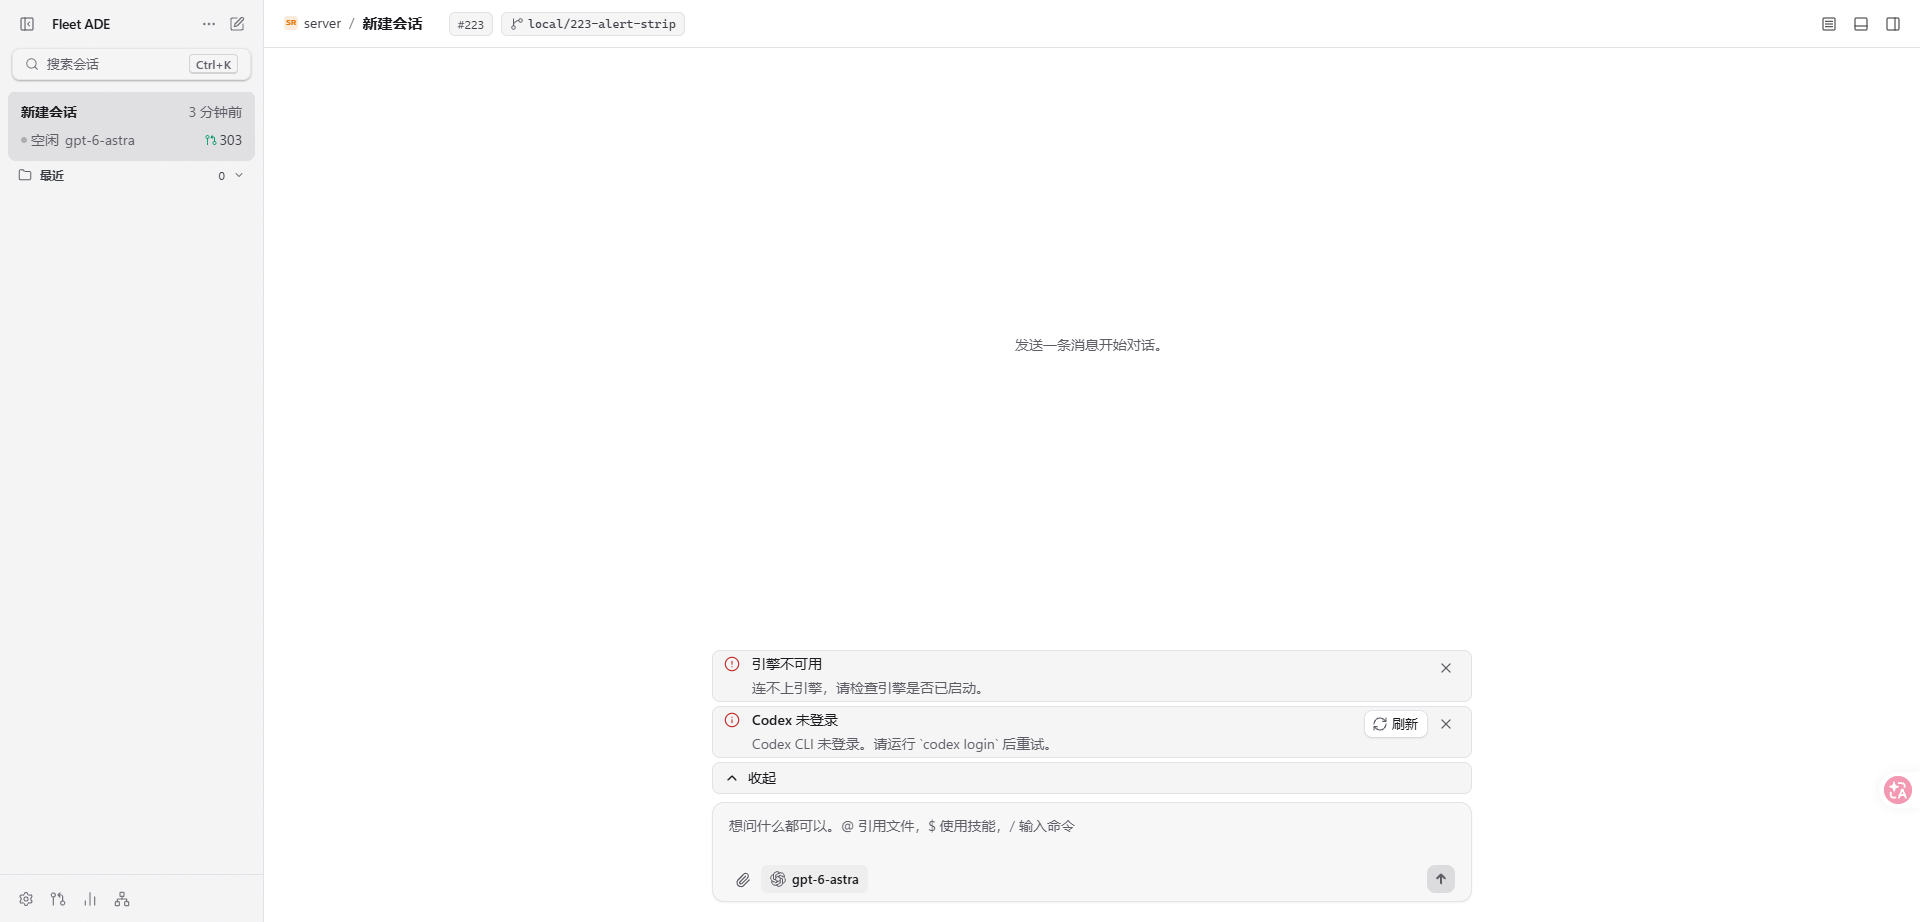 Fleet ADE
搜索会话
Ctrl+K
新建会话
3 分钟前
空闲 gpt-6-astra
303
最近
0
SR server / 新建会话
#223
local/223-alert-strip
发送一条消息开始对话。
引擎不可用
连不上引擎，请检查引擎是否已启动。
Codex 未登录
Codex CLI 未登录。请运行 `codex login` 后重试。
刷新
收起
想问什么都可以。@ 引用文件，$ 使用技能，/ 输入命令
gpt-6-astra